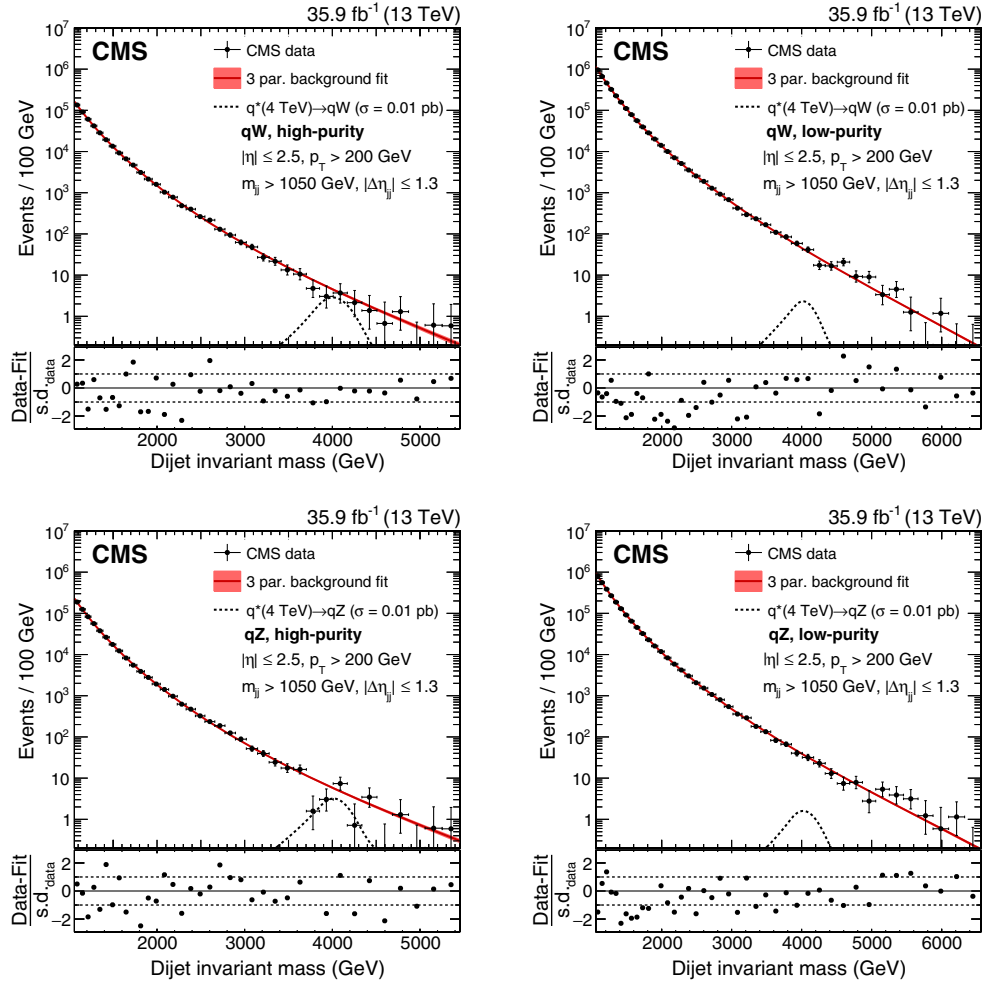 35.9 fb⁻¹ (13 TeV)
CMS
CMS data
3 par. background fit
q*(4 TeV)→qW (σ = 0.01 pb)
qW, high-purity
|η| ≤ 2.5, p_T > 200 GeV
m_jj > 1050 GeV, |Δη_jj| ≤ 1.3
Events / 100 GeV
10⁷
10⁶
10⁵
10⁴
10³
10²
10
1
Data-Fit
s.d._data
2
0
−2
2000 3000 4000 5000
Dijet invariant mass (GeV)
35.9 fb⁻¹ (13 TeV)
CMS
CMS data
3 par. background fit
q*(4 TeV)→qW (σ = 0.01 pb)
qW, low-purity
|η| ≤ 2.5, p_T > 200 GeV
m_jj > 1050 GeV, |Δη_jj| ≤ 1.3
Events / 100 GeV
10⁷
10⁶
10⁵
10⁴
10³
10²
10
1
Data-Fit
s.d._data
2
0
−2
2000 3000 4000 5000 6000
Dijet invariant mass (GeV)
35.9 fb⁻¹ (13 TeV)
CMS
CMS data
3 par. background fit
q*(4 TeV)→qZ (σ = 0.01 pb)
qZ, high-purity
|η| ≤ 2.5, p_T > 200 GeV
m_jj > 1050 GeV, |Δη_jj| ≤ 1.3
Events / 100 GeV
10⁷
10⁶
10⁵
10⁴
10³
10²
10
1
Data-Fit
s.d._data
2
0
−2
2000 3000 4000 5000
Dijet invariant mass (GeV)
35.9 fb⁻¹ (13 TeV)
CMS
CMS data
3 par. background fit
q*(4 TeV)→qZ (σ = 0.01 pb)
qZ, low-purity
|η| ≤ 2.5, p_T > 200 GeV
m_jj > 1050 GeV, |Δη_jj| ≤ 1.3
Events / 100 GeV
10⁷
10⁶
10⁵
10⁴
10³
10²
10
1
Data-Fit
s.d._data
2
0
−2
2000 3000 4000 5000 6000
Dijet invariant mass (GeV)